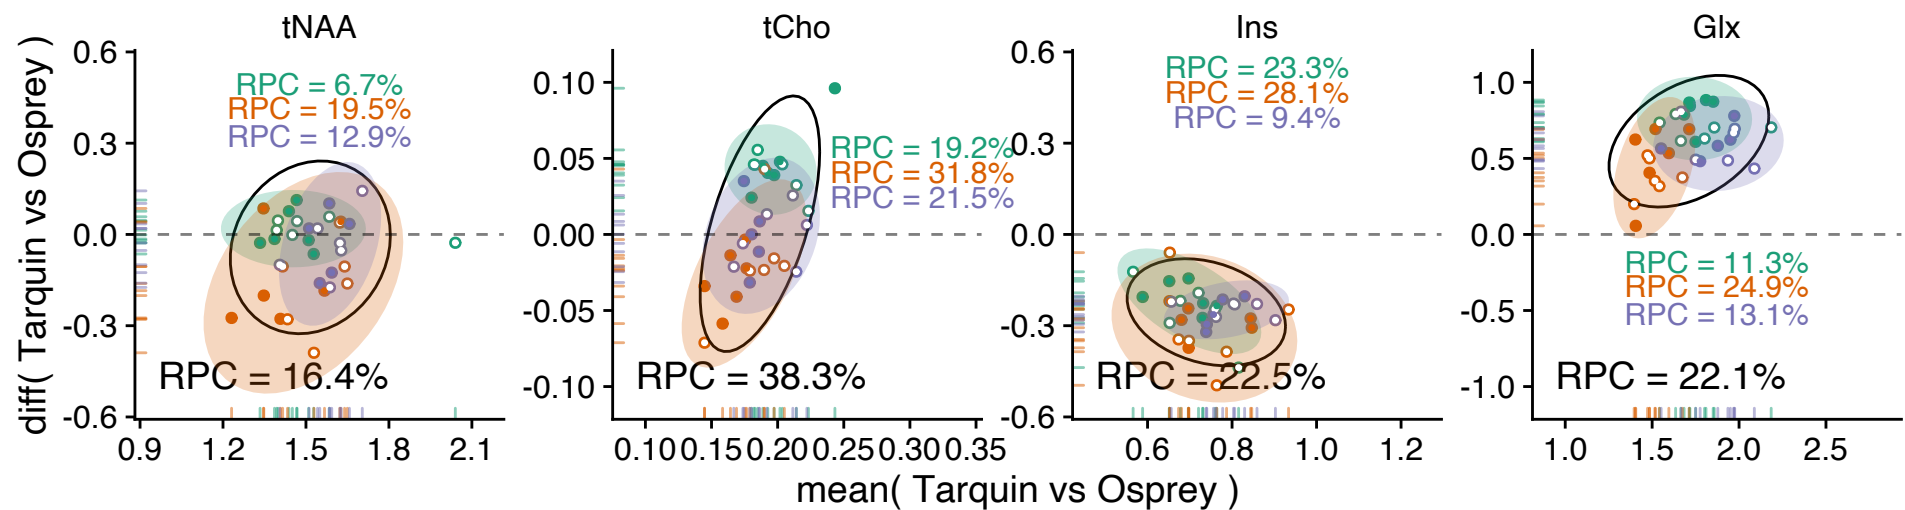 tNAA
tCho
Ins
Glx
diff( Tarquin vs Osprey )
0.6
0.3
0.0
-0.3
-0.6
RPC = 6.7%
RPC = 19.5%
RPC = 12.9%
RPC = 16.4%
0.9 1.2 1.5 1.8 2.1
0.10
0.05
0.00
-0.05
-0.10
RPC = 19.2%
RPC = 31.8%
RPC = 21.5%
RPC = 38.3%
0.10 0.15 0.20 0.25 0.30 0.35
0.6
0.3
0.0
-0.3
-0.6
RPC = 23.3%
RPC = 28.1%
RPC = 9.4%
RPC = 22.5%
0.6 0.8 1.0 1.2
1.0
0.5
0.0
-0.5
-1.0
RPC = 11.3%
RPC = 24.9%
RPC = 13.1%
RPC = 22.1%
1.0 1.5 2.0 2.5
mean( Tarquin vs Osprey )